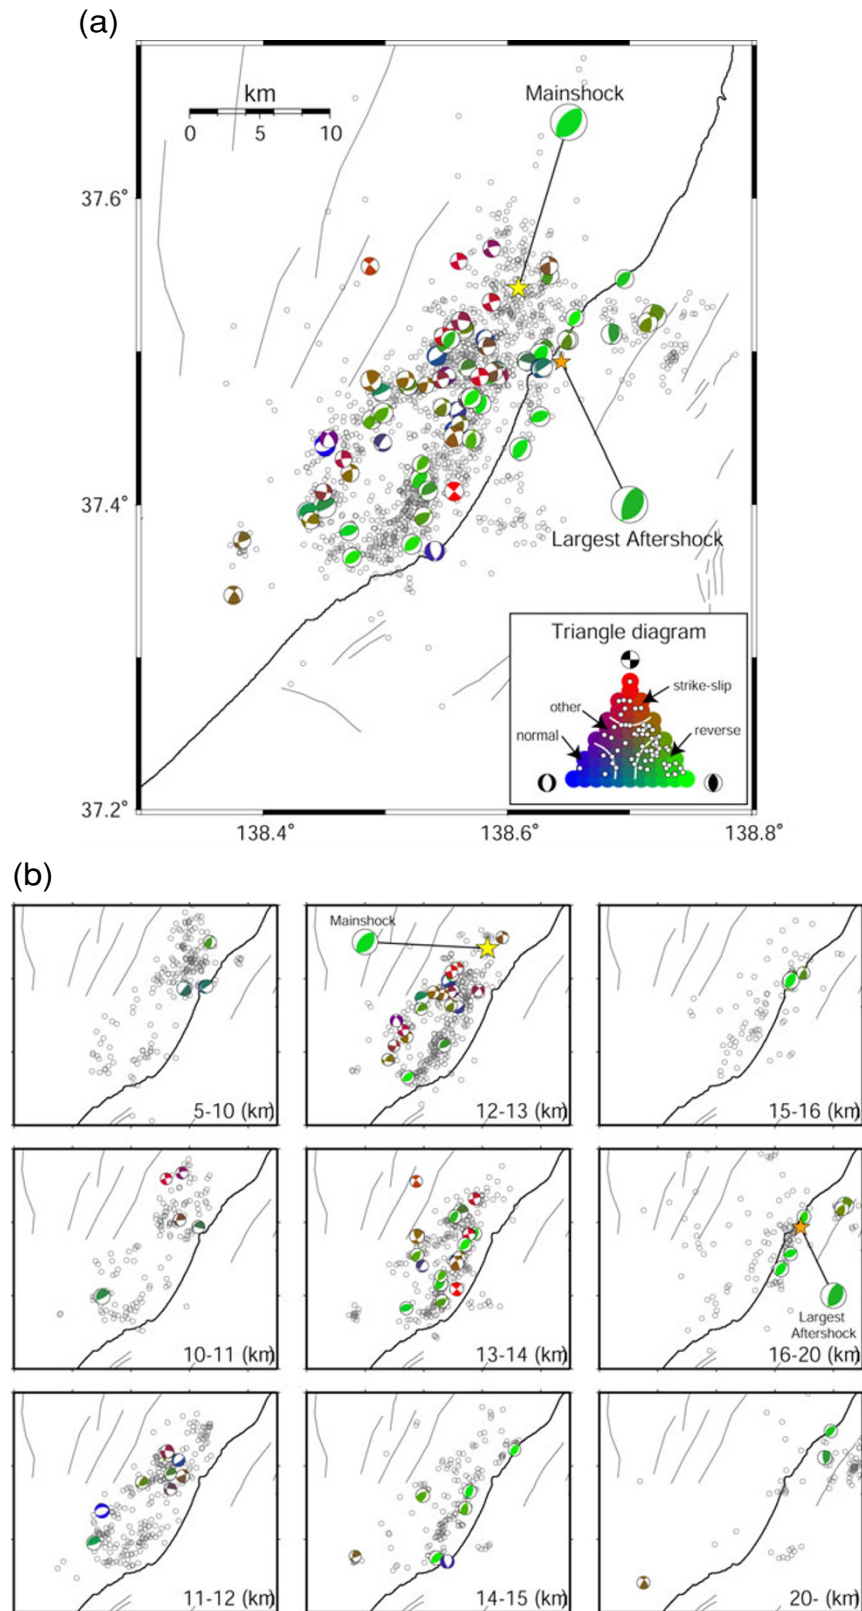 (a)
km
0 5 10
Mainshock
37.6°
37.4°
Largest Aftershock
Triangle diagram
strike-slip
other
normal
reverse
37.2°
138.4° 138.6° 138.8°
(b)
Mainshock
5-10 (km)
12-13 (km)
15-16 (km)
Largest
Aftershock
10-11 (km)
13-14 (km)
16-20 (km)
11-12 (km)
14-15 (km)
20- (km)